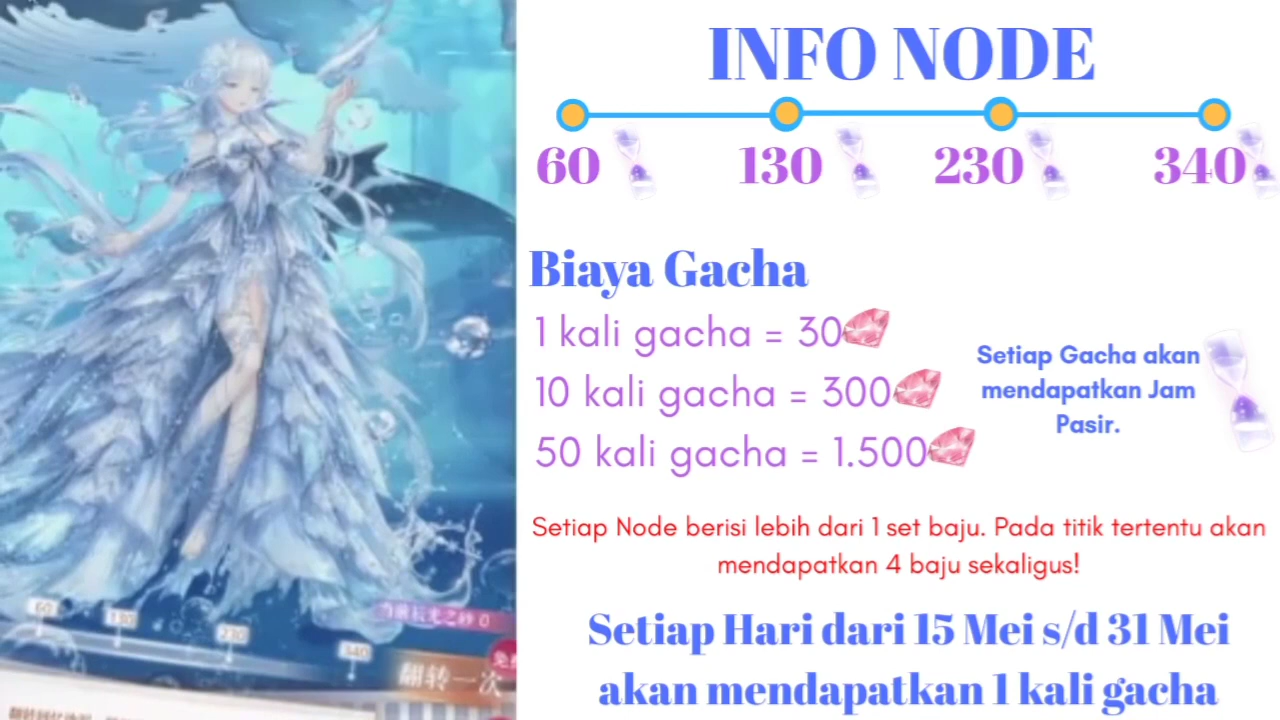 INFO NODE
60 130 230 340
Biaya Gacha
1 kali gacha = 30
10 kali gacha = 300
50 kali gacha = 1.500
Setiap Gacha akan
mendapatkan Jam
Pasir.
Setiap Node berisi lebih dari 1 set baju. Pada titik tertentu akan
mendapatkan 4 baju sekaligus!
Setiap Hari dari 15 Mei s/d 31 Mei
akan mendapatkan 1 kali gacha
60
130
230
340
翻转一次